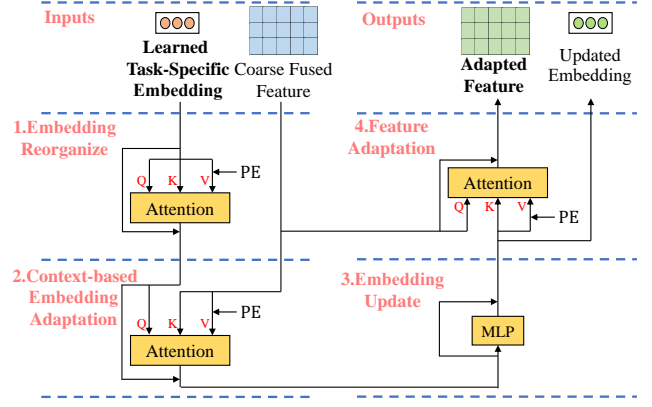 Inputs
Learned
Task-Specific
Embedding
Coarse Fused
Feature
1.Embedding
Reorganize
Q K V
PE
Attention
2.Context-based
Embedding
Adaptation
Q K V
PE
Attention
Outputs
Adapted
Feature
Updated
Embedding
4.Feature
Adaptation
Attention
Q K V
PE
3.Embedding
Update
MLP